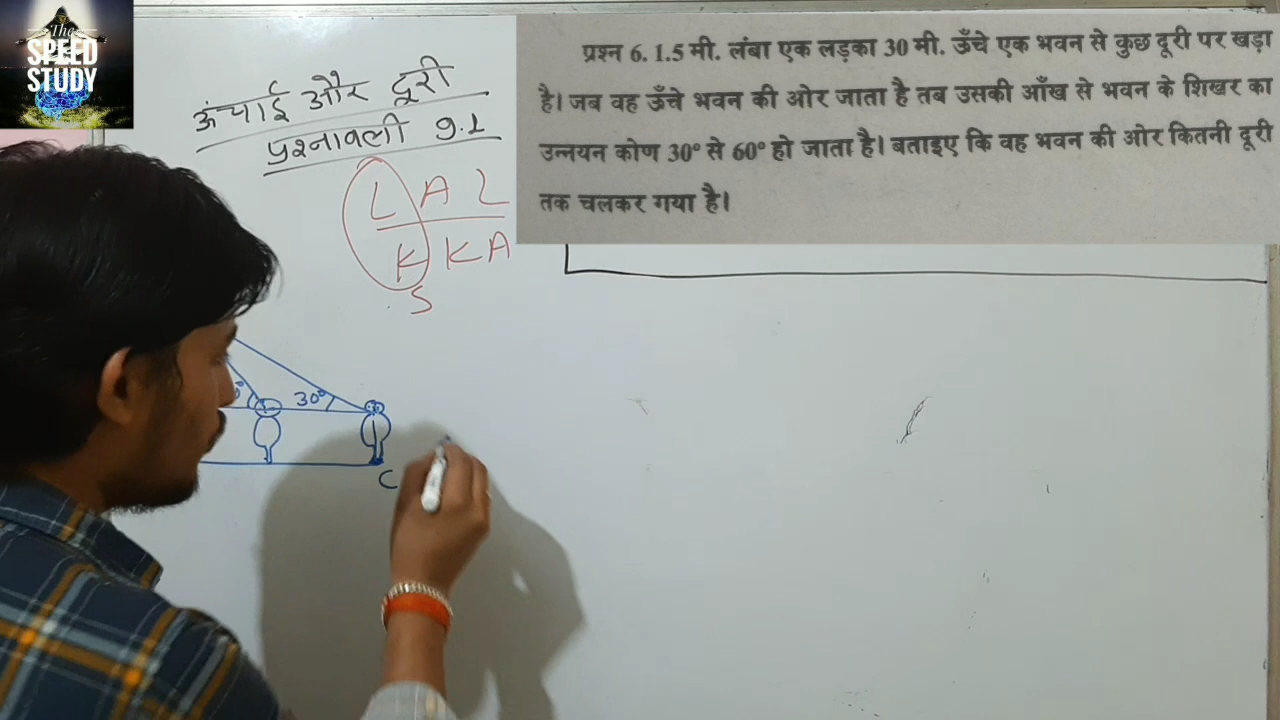 The
SPEED
STUDY
ऊंचाई और दूरी
प्रश्नावली 9.1
L A L
K K A
S
प्रश्न 6. 1.5 मी. लंबा एक लड़का 30 मी. ऊँचे एक भवन से कुछ दूरी पर खड़ा
है। जब वह ऊँचे भवन की ओर जाता है तब उसकी आँख से भवन के शिखर का
उन्नयन कोण 30° से 60° हो जाता है। बताइए कि वह भवन की ओर कितनी दूरी
तक चलकर गया है।
30°
C